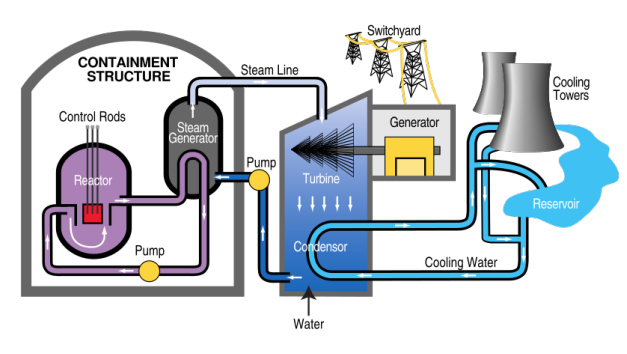 Switchyard
CONTAINMENT
STRUCTURE
Steam Line
Cooling
Towers
Control Rods
Steam
Generator
Generator
Pump
Reactor
Turbine
Reservoir
Condensor
Pump
Cooling Water
Water